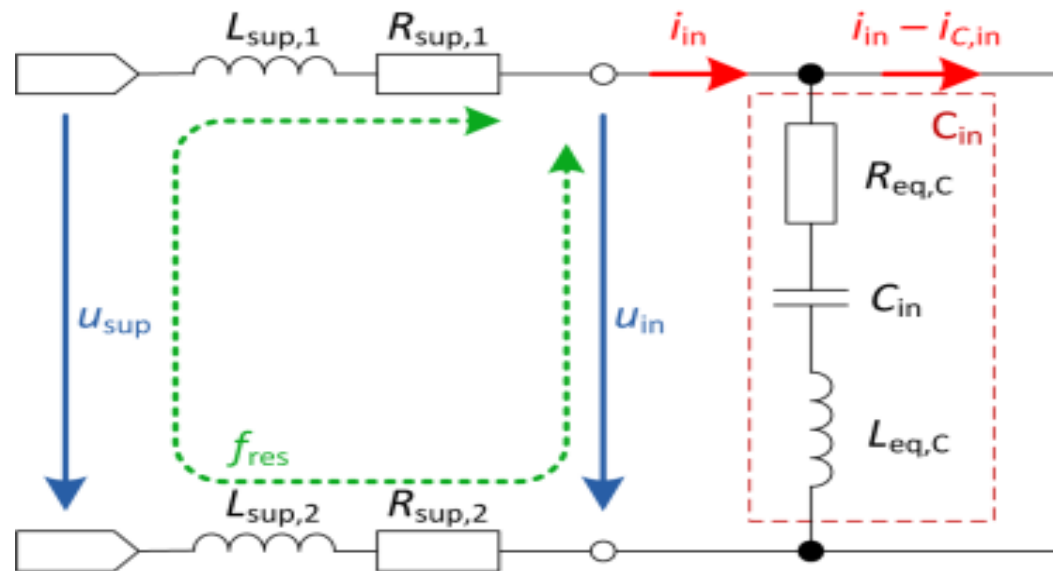 L_sup,1 R_sup,1 i_in i_in − i_C,in
C_in
R_eq,C
u_sup u_in C_in
f_res L_eq,C
L_sup,2 R_sup,2